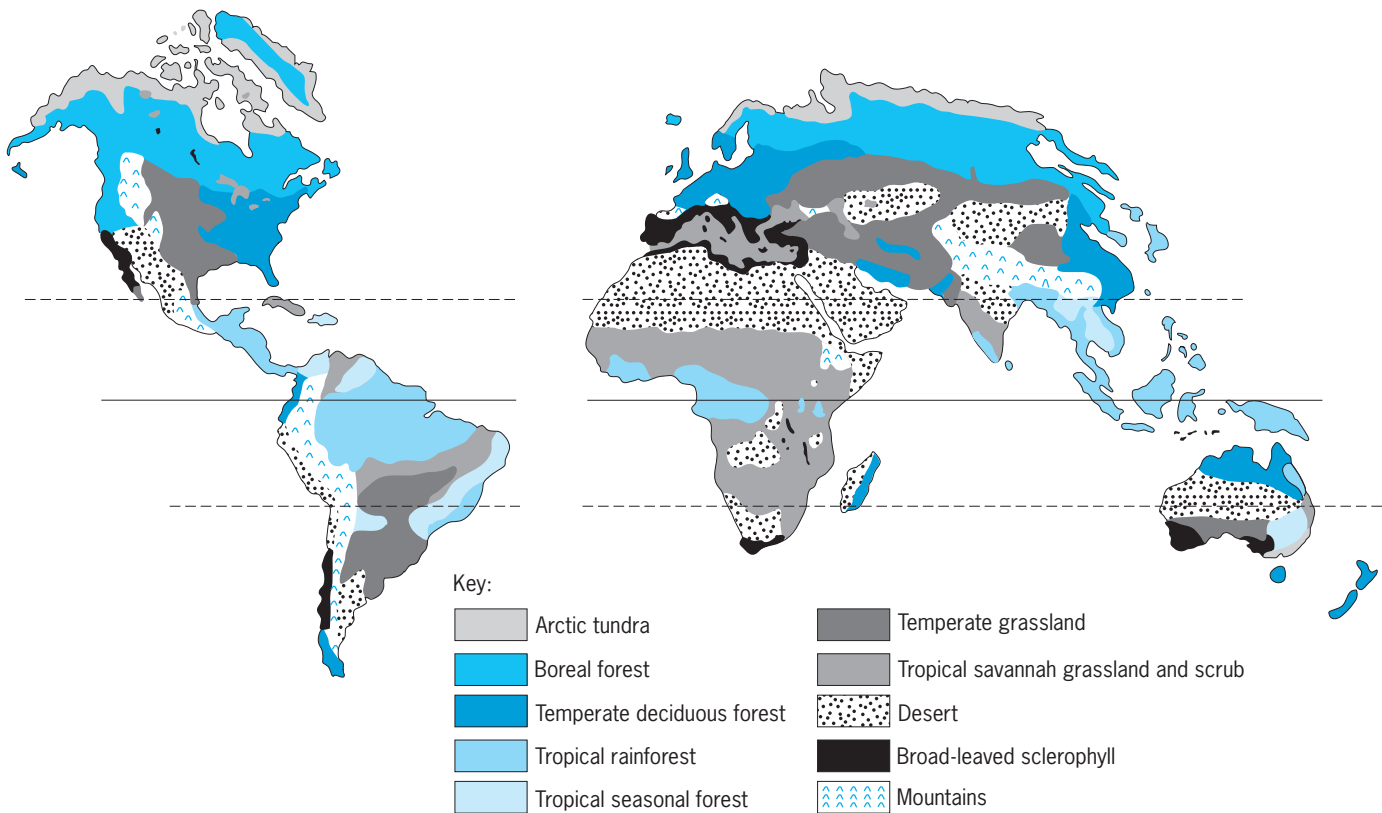 Key:
Arctic tundra
Boreal forest
Temperate deciduous forest
Tropical rainforest
Tropical seasonal forest
Temperate grassland
Tropical savannah grassland and scrub
Desert
Broad-leaved sclerophyll
Mountains